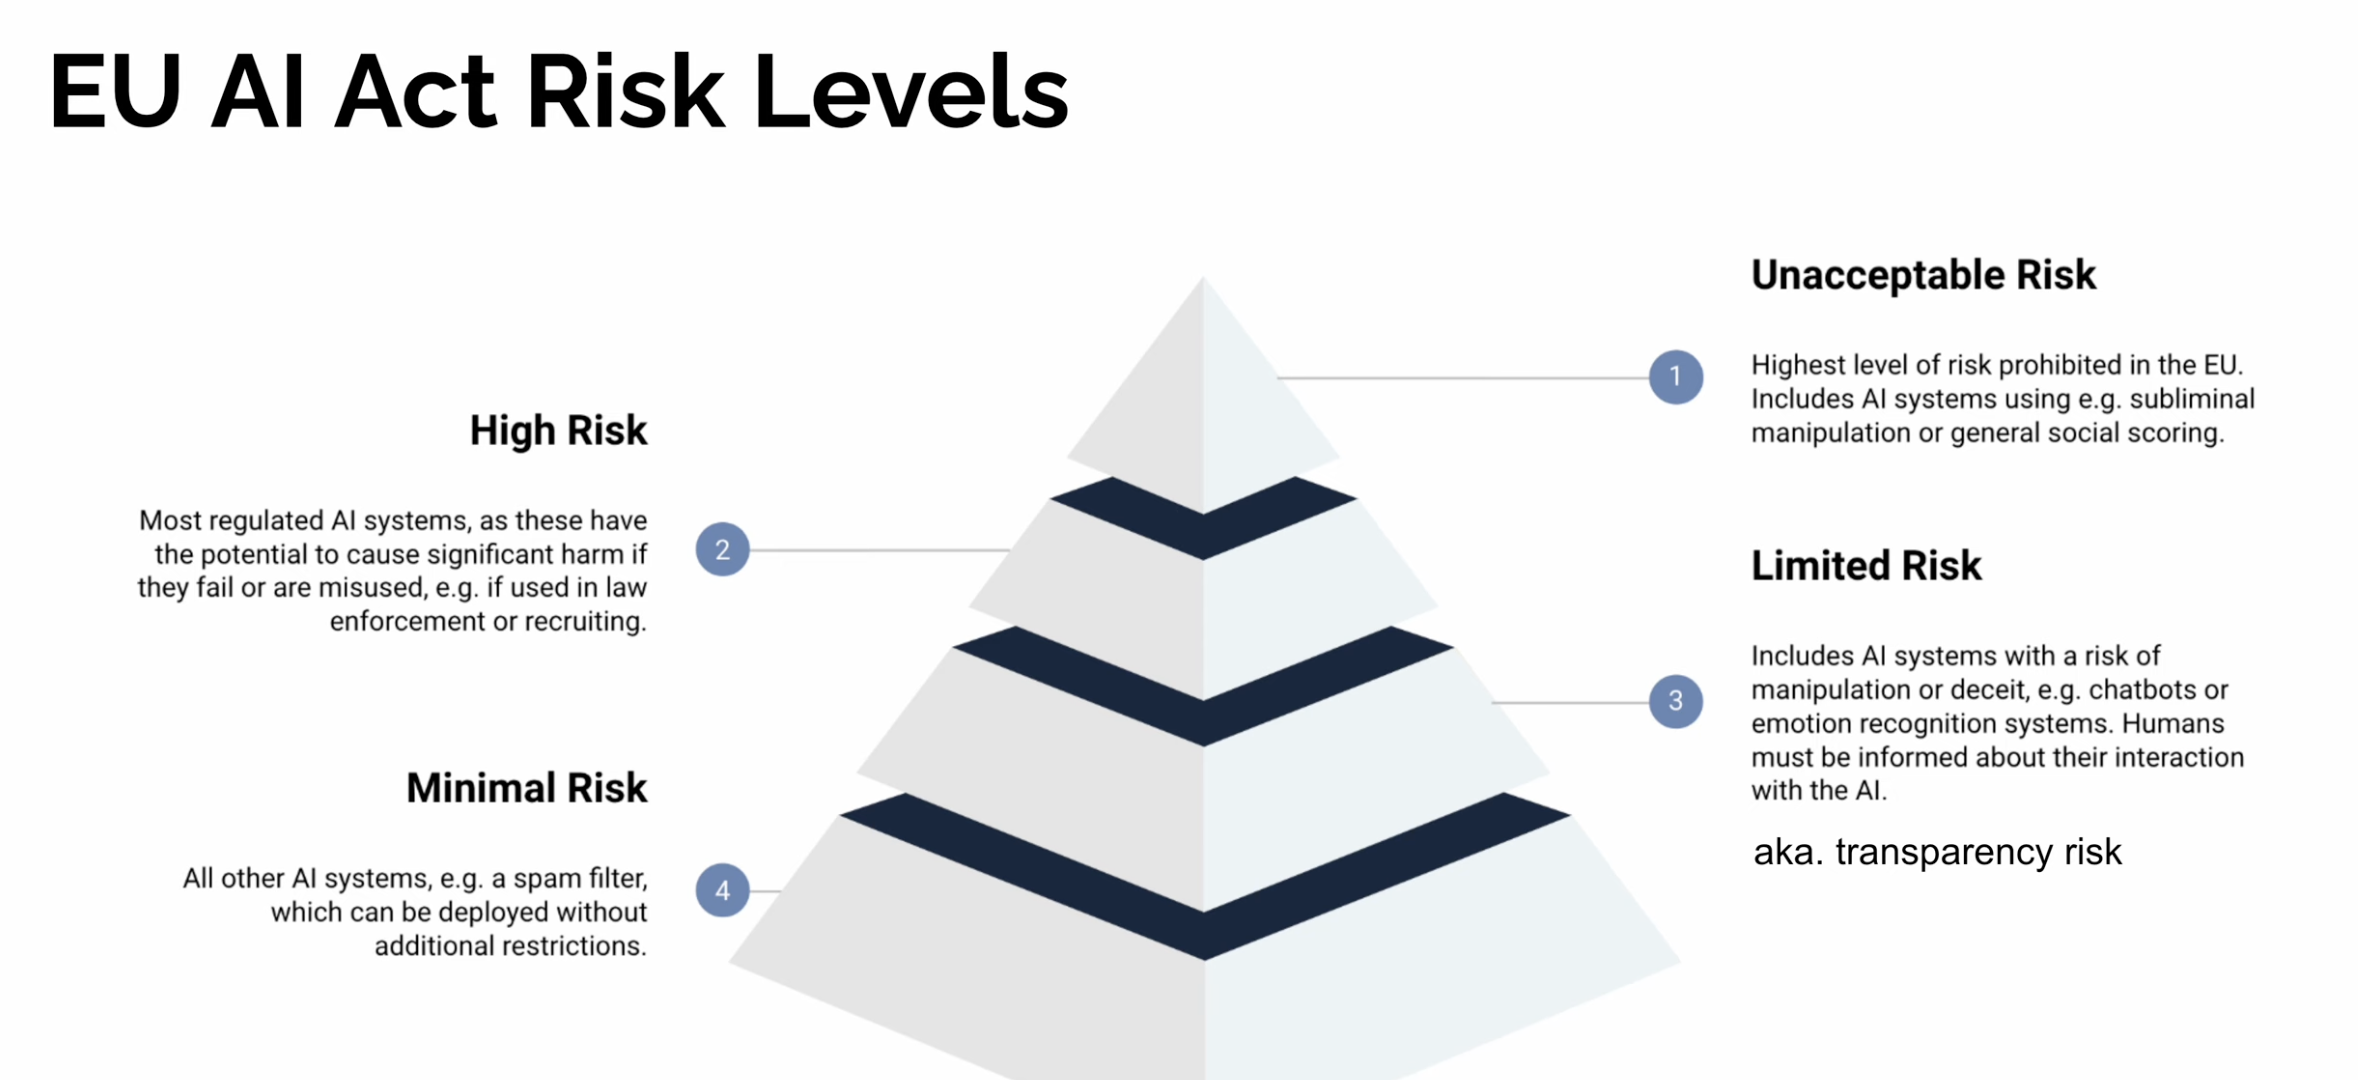 EU AI Act Risk Levels
Unacceptable Risk
1
Highest level of risk prohibited in the EU.
Includes AI systems using e.g. subliminal
manipulation or general social scoring.
High Risk
Most regulated AI systems, as these have
the potential to cause significant harm if
they fail or are misused, e.g. if used in law
enforcement or recruiting.
2
Limited Risk
3
Includes AI systems with a risk of
manipulation or deceit, e.g. chatbots or
emotion recognition systems. Humans
must be informed about their interaction
with the AI.
aka. transparency risk
Minimal Risk
All other AI systems, e.g. a spam filter,
which can be deployed without
additional restrictions.
4